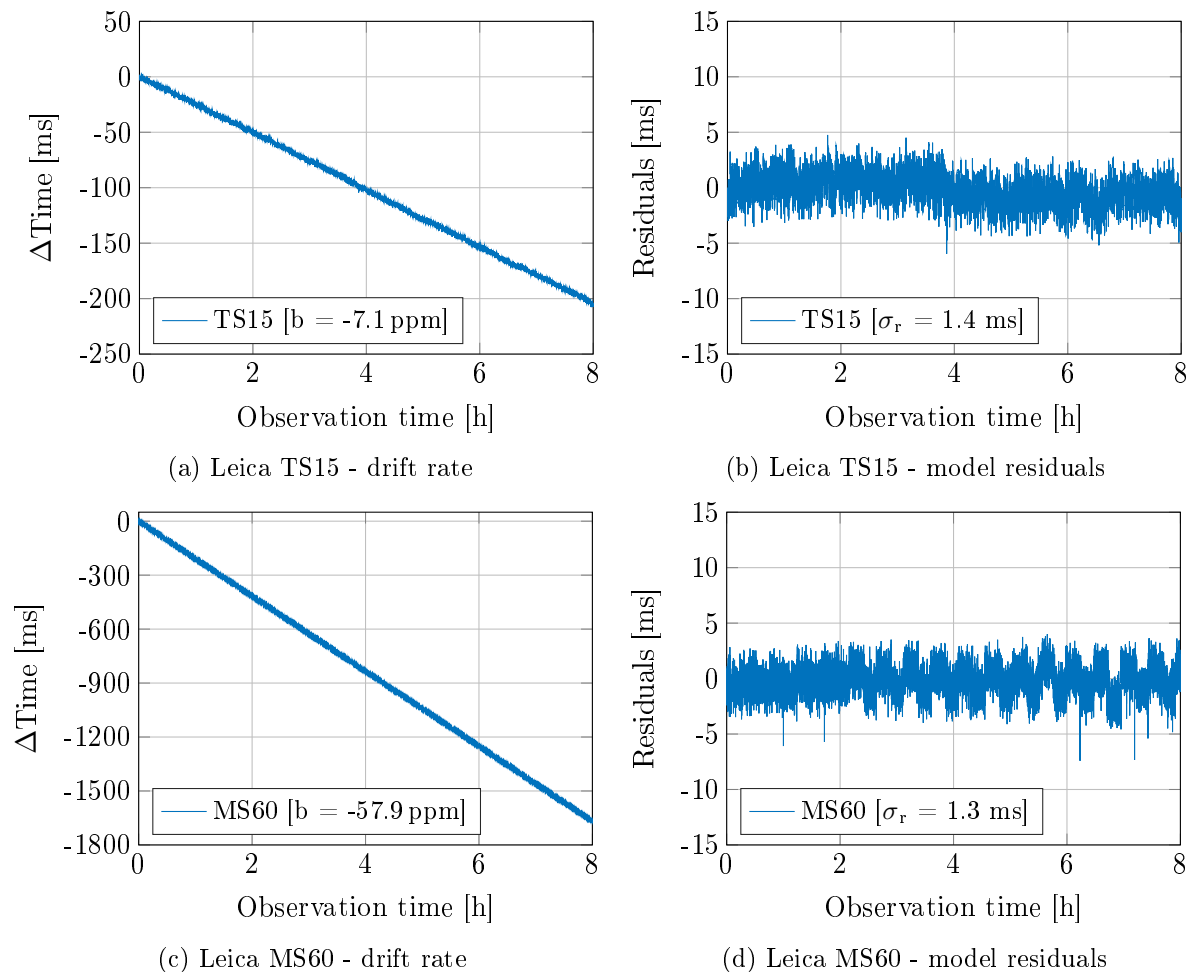 50
0
-50
-100
-150
-200
-250
ΔTime [ms]
TS15 [b = -7.1 ppm]
0 2 4 6 8
Observation time [h]
(a) Leica TS15 - drift rate
15
10
5
0
-5
-10
-15
Residuals [ms]
TS15 [σr = 1.4 ms]
0 2 4 6 8
Observation time [h]
(b) Leica TS15 - model residuals
0
-300
-600
-900
-1200
-1500
-1800
ΔTime [ms]
MS60 [b = -57.9 ppm]
0 2 4 6 8
Observation time [h]
(c) Leica MS60 - drift rate
15
10
5
0
-5
-10
-15
Residuals [ms]
MS60 [σr = 1.3 ms]
0 2 4 6 8
Observation time [h]
(d) Leica MS60 - model residuals